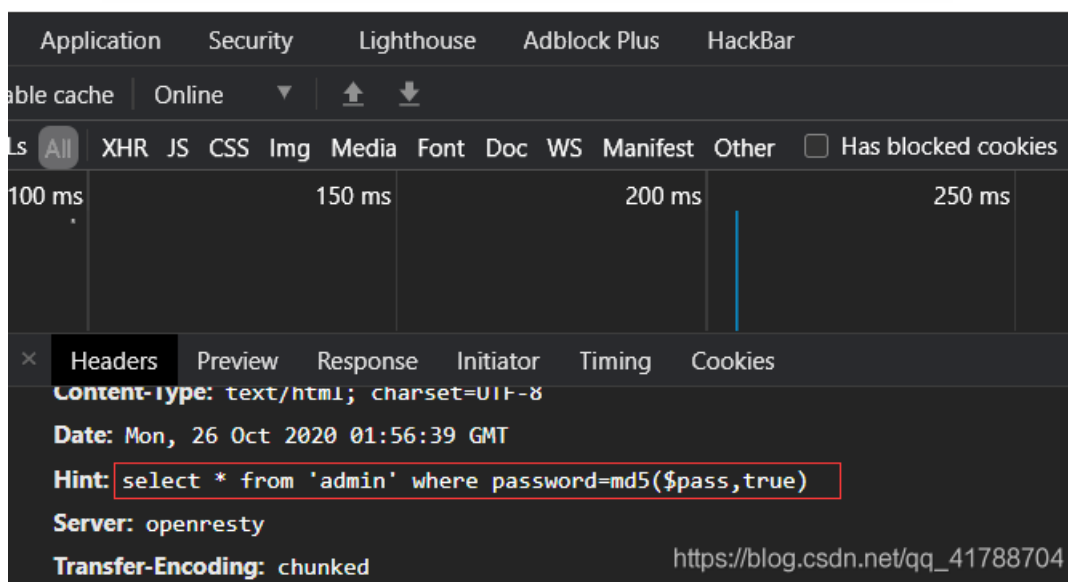 Application Security Lighthouse Adblock Plus HackBar
able cache Online
Ls All XHR JS CSS Img Media Font Doc WS Manifest Other Has blocked cookies
100 ms 150 ms 200 ms 250 ms
× Headers Preview Response Initiator Timing Cookies
Content-Type: text/html; charset=UTF-8
Date: Mon, 26 Oct 2020 01:56:39 GMT
Hint: select * from 'admin' where password=md5($pass,true)
Server: openresty
Transfer-Encoding: chunked
https://blog.csdn.net/qq_41788704